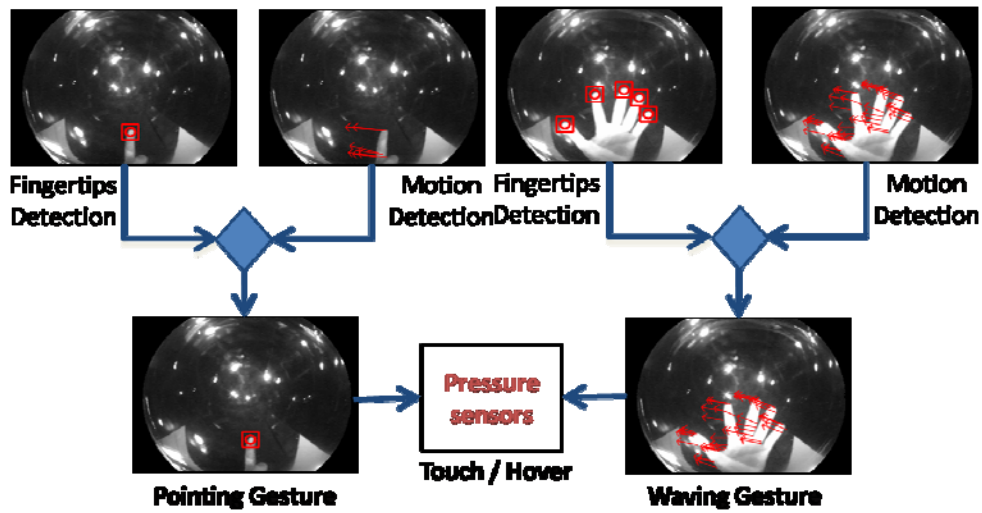 Fingertips
Detection
Motion
Detection
Fingertips
Detection
Motion
Detection
Pressure
sensors
Touch / Hover
Pointing Gesture
Waving Gesture